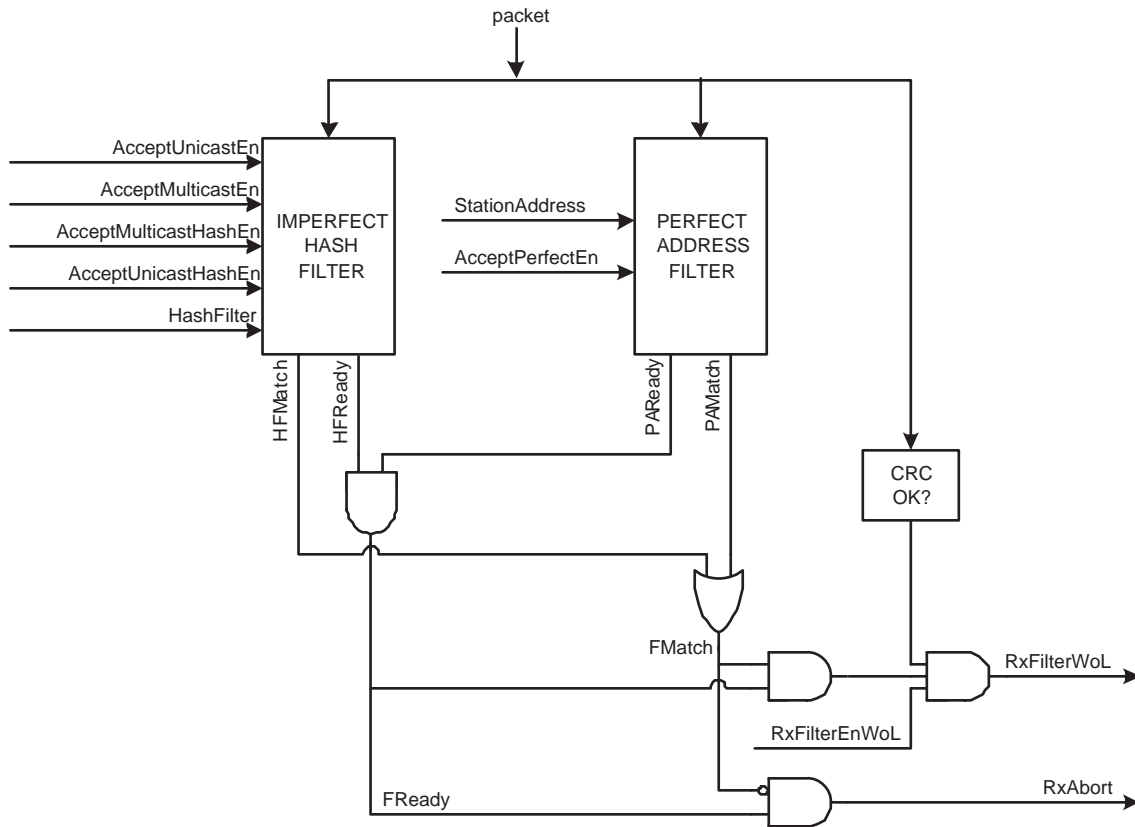 packet
AcceptUnicastEn
AcceptMulticastEn
AcceptMulticastHashEn
AcceptUnicastHashEn
HashFilter
IMPERFECT
HASH
FILTER
StationAddress
AcceptPerfectEn
PERFECT
ADDRESS
FILTER
HFMatch
HFReady
PAReady
PAMatch
CRC
OK?
FMatch
RxFilterWoL
RxFilterEnWoL
FReady
RxAbort